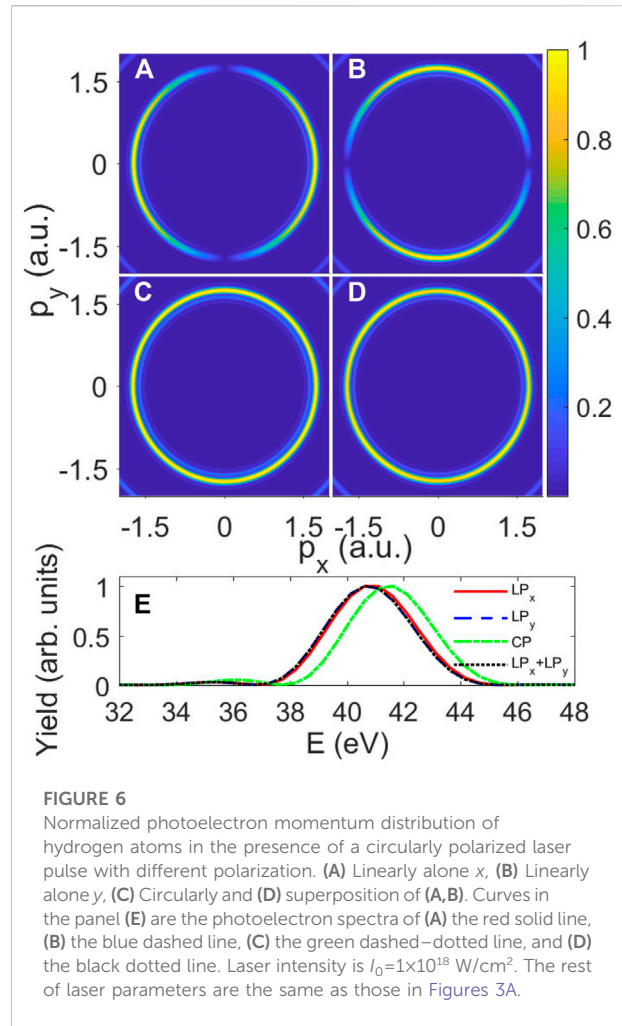 A
B
1
1.5
0
-1.5
0.8
0.6
p_y (a.u.)
C
D
1.5
0
-1.5
0.4
0.2
-1.5
0
1.5
-1.5
0
1.5
p_x (a.u.)
E
Yield (arb. units)
1
0.5
0
LP_x
LP_y
CP
LP_x+LP_y
32
34
36
38
40
42
44
46
48
E (eV)
FIGURE 6
Normalized photoelectron momentum distribution of
hydrogen atoms in the presence of a circularly polarized laser
pulse with different polarization. (A) Linearly alone x, (B) Linearly
alone y, (C) Circularly and (D) superposition of (A,B). Curves in
the panel (E) are the photoelectron spectra of (A) the red solid line,
(B) the blue dashed line, (C) the green dashed–dotted line, and (D)
the black dotted line. Laser intensity is I₀=1×10¹⁸ W/cm². The rest
of laser parameters are the same as those in Figures 3A.